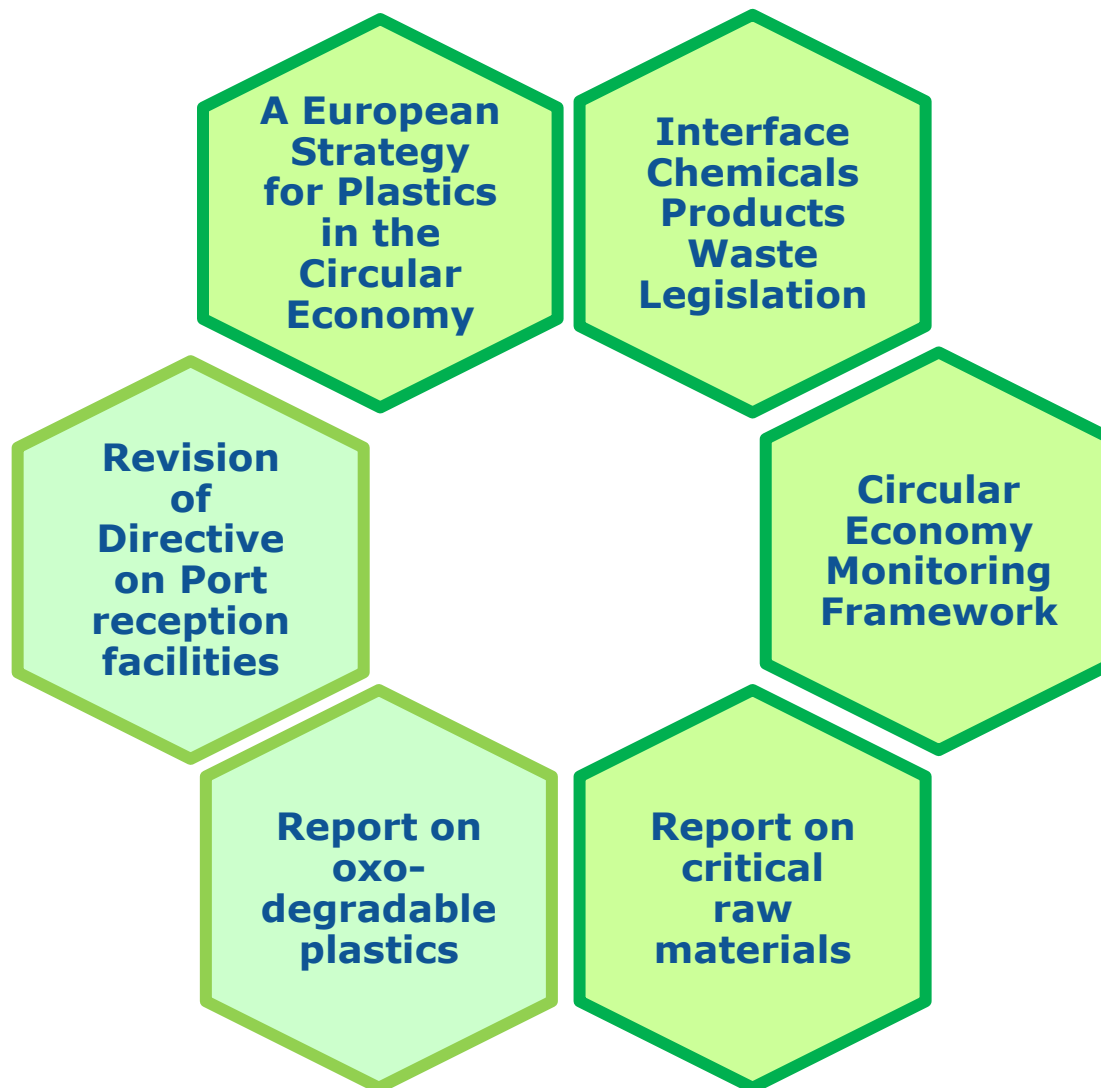 A European
Strategy
for Plastics
in the
Circular
Economy
Interface
Chemicals
Products
Waste
Legislation
Revision
of
Directive
on Port
reception
facilities
Circular
Economy
Monitoring
Framework
Report on
oxo-
degradable
plastics
Report on
critical
raw
materials